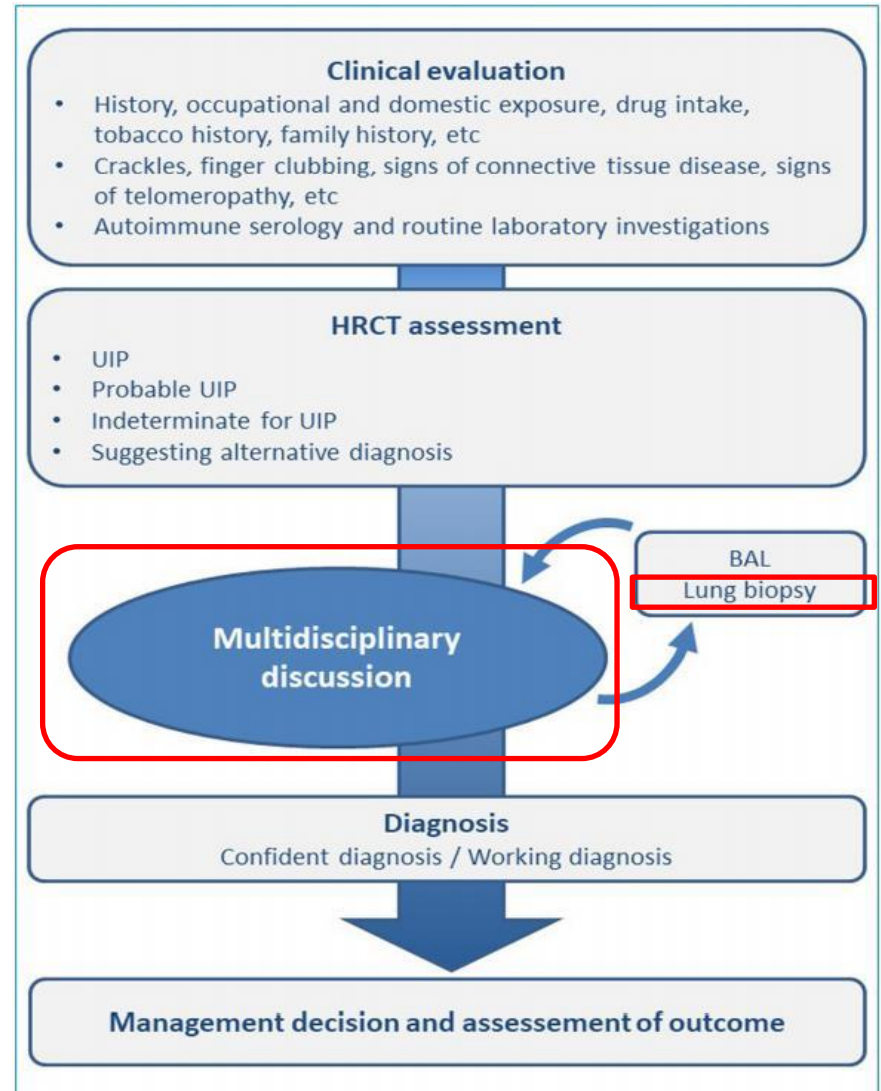 Clinical evaluation
• History, occupational and domestic exposure, drug intake,
tobacco history, family history, etc
• Crackles, finger clubbing, signs of connective tissue disease, signs
of telomeropathy, etc
• Autoimmune serology and routine laboratory investigations
HRCT assessment
• UIP
• Probable UIP
• Indeterminate for UIP
• Suggesting alternative diagnosis
BAL
Lung biopsy
Multidisciplinary
discussion
Diagnosis
Confident diagnosis / Working diagnosis
Management decision and assessement of outcome